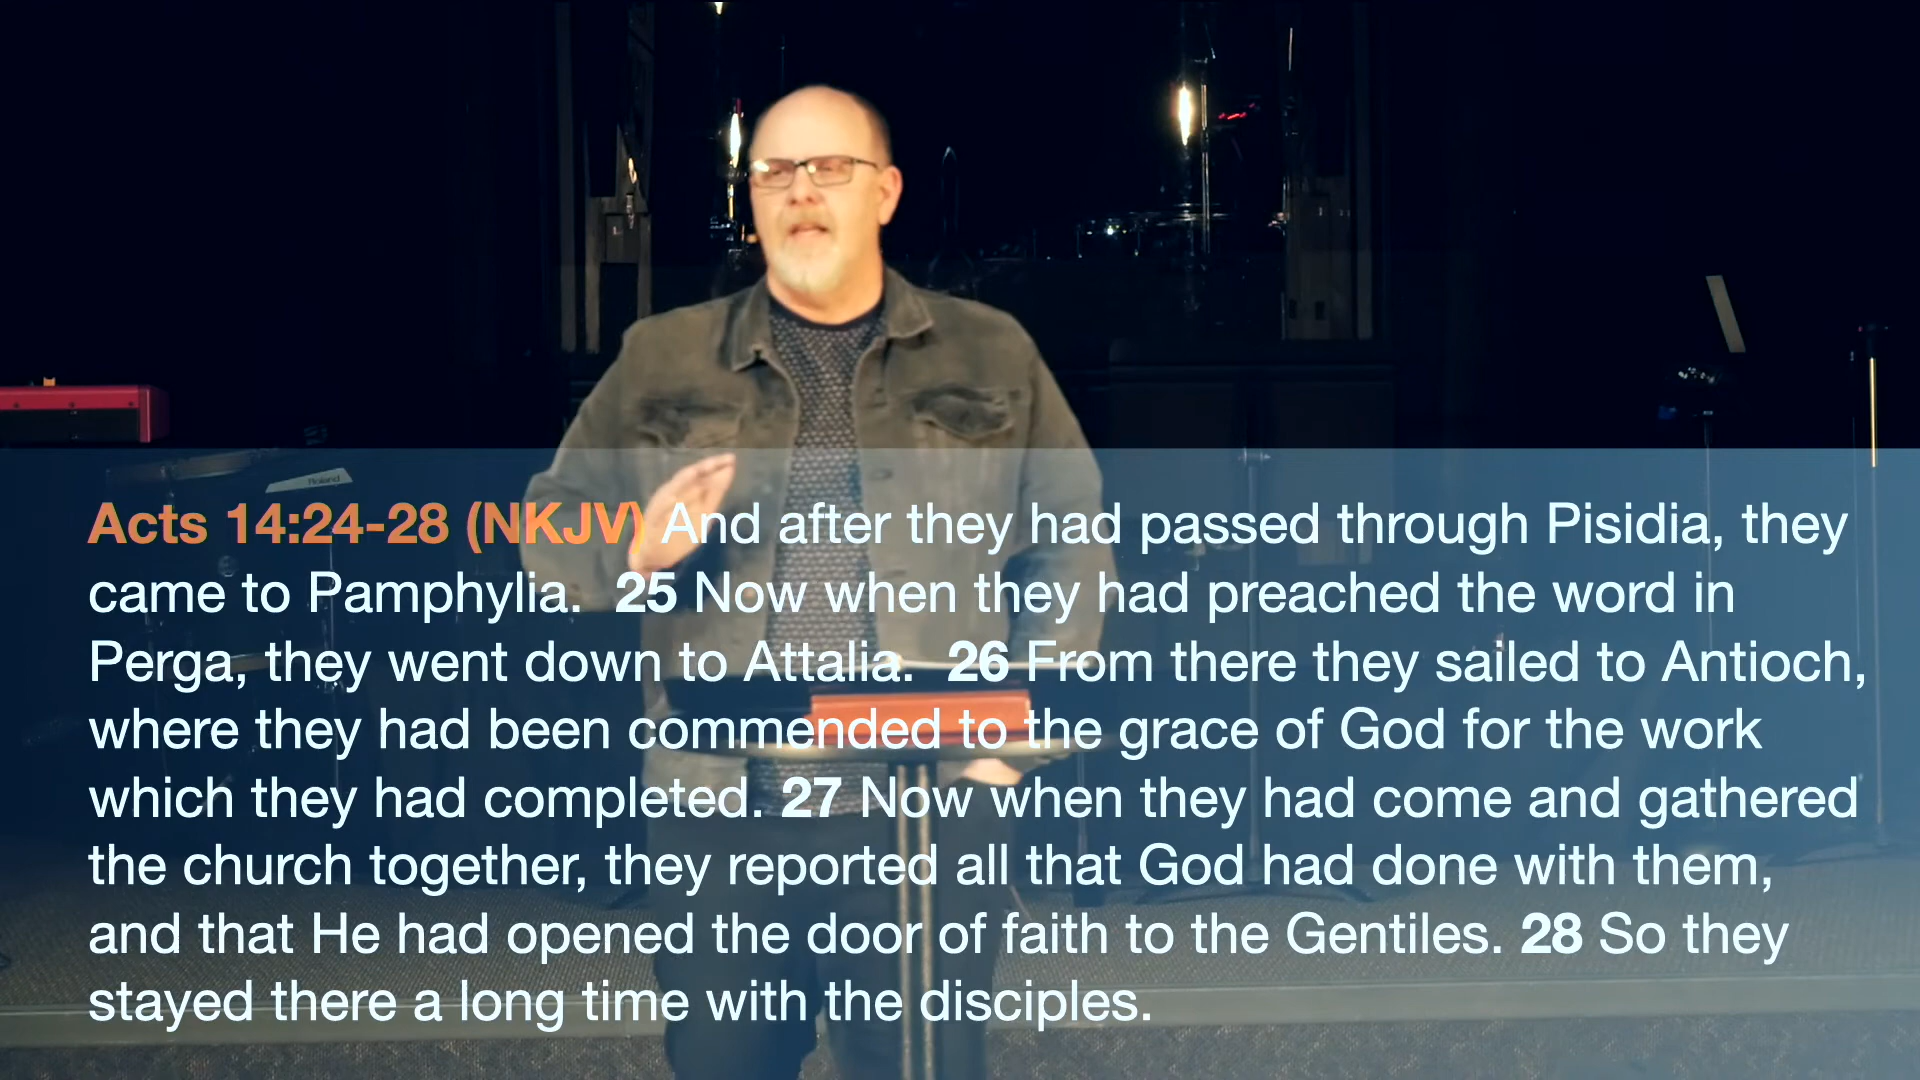 Roland
Acts 14:24-28 (NKJV) And after they had passed through Pisidia, they
came to Pamphylia. 25 Now when they had preached the word in
Perga, they went down to Attalia. 26 From there they sailed to Antioch,
where they had been commended to the grace of God for the work
which they had completed. 27 Now when they had come and gathered
the church together, they reported all that God had done with them,
and that He had opened the door of faith to the Gentiles. 28 So they
stayed there a long time with the disciples.